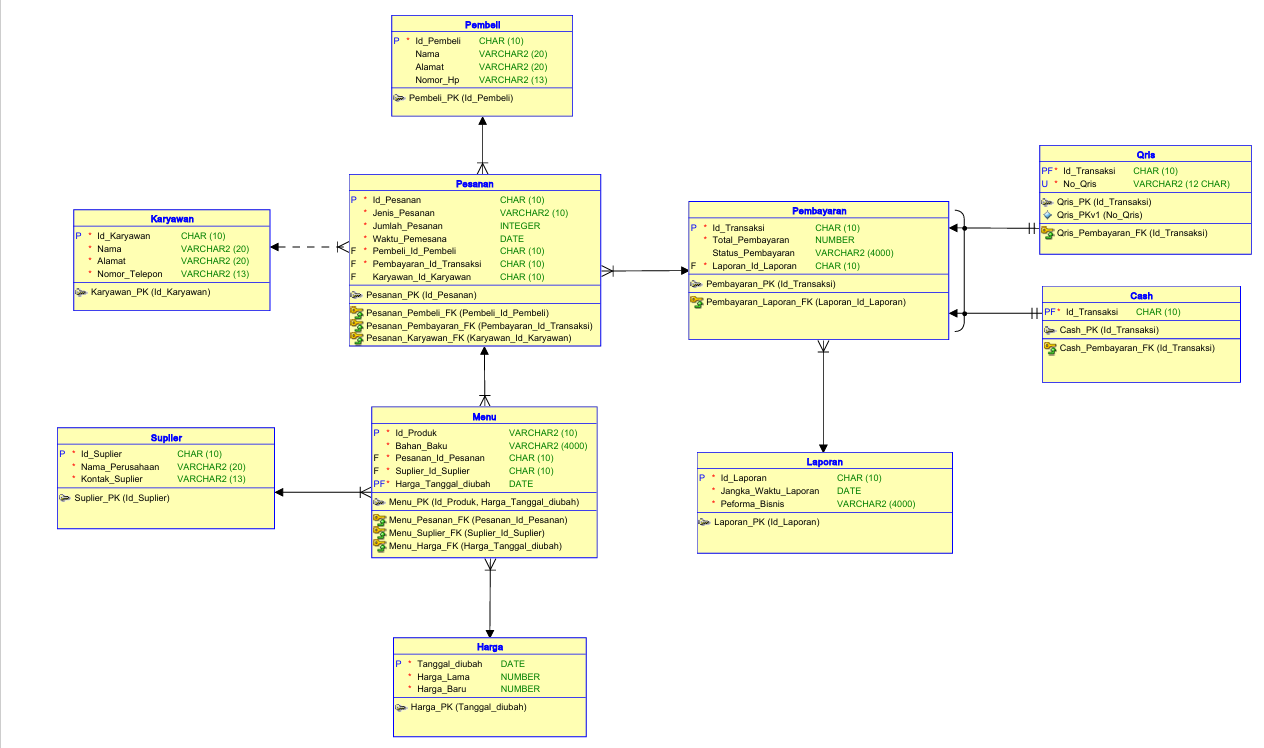 Pembeli
P * Id_Pembeli CHAR (10)
Nama VARCHAR2 (20)
Alamat VARCHAR2 (20)
Nomor_Hp VARCHAR2 (13)
Pembeli_PK (Id_Pembeli)
Pesanan
P * Id_Pesanan CHAR (10)
* Jenis_Pesanan VARCHAR2 (10)
* Jumlah_Pesanan INTEGER
* Waktu_Pemesana DATE
F * Pembeli_Id_Pembeli CHAR (10)
F * Pembayaran_Id_Transaksi CHAR (10)
F Karyawan_Id_Karyawan CHAR (10)
Pesanan_PK (Id_Pesanan)
Pesanan_Pembeli_FK (Pembeli_Id_Pembeli)
Pesanan_Pembayaran_FK (Pembayaran_Id_Transaksi)
Pesanan_Karyawan_FK (Karyawan_Id_Karyawan)
Karyawan
P * Id_Karyawan CHAR (10)
* Nama VARCHAR2 (20)
* Alamat VARCHAR2 (20)
* Nomor_Telepon VARCHAR2 (13)
Karyawan_PK (Id_Karyawan)
Pembayaran
P * Id_Transaksi CHAR (10)
* Total_Pembayaran NUMBER
Status_Pembayaran VARCHAR2 (4000)
F * Laporan_Id_Laporan CHAR (10)
Pembayaran_PK (Id_Transaksi)
Pembayaran_Laporan_FK (Laporan_Id_Laporan)
Qris
PF* Id_Transaksi CHAR (10)
U * No_Qris VARCHAR2 (12 CHAR)
Qris_PK (Id_Transaksi)
Qris_PKv1 (No_Qris)
Qris_Pembayaran_FK (Id_Transaksi)
Cash
PF* Id_Transaksi CHAR (10)
Cash_PK (Id_Transaksi)
Cash_Pembayaran_FK (Id_Transaksi)
Suplier
P * Id_Suplier CHAR (10)
* Nama_Perusahaan VARCHAR2 (20)
* Kontak_Suplier VARCHAR2 (13)
Suplier_PK (Id_Suplier)
Menu
P * Id_Produk VARCHAR2 (10)
* Bahan_Baku VARCHAR2 (4000)
F * Pesanan_Id_Pesanan CHAR (10)
F * Suplier_Id_Suplier CHAR (10)
PF* Harga_Tanggal_diubah DATE
Menu_PK (Id_Produk, Harga_Tanggal_diubah)
Menu_Pesanan_FK (Pesanan_Id_Pesanan)
Menu_Suplier_FK (Suplier_Id_Suplier)
Menu_Harga_FK (Harga_Tanggal_diubah)
Laporan
P * Id_Laporan CHAR (10)
* Jangka_Waktu_Laporan DATE
* Peforma_Bisnis VARCHAR2 (4000)
Laporan_PK (Id_Laporan)
Harga
P * Tanggal_diubah DATE
* Harga_Lama NUMBER
* Harga_Baru NUMBER
Harga_PK (Tanggal_diubah)